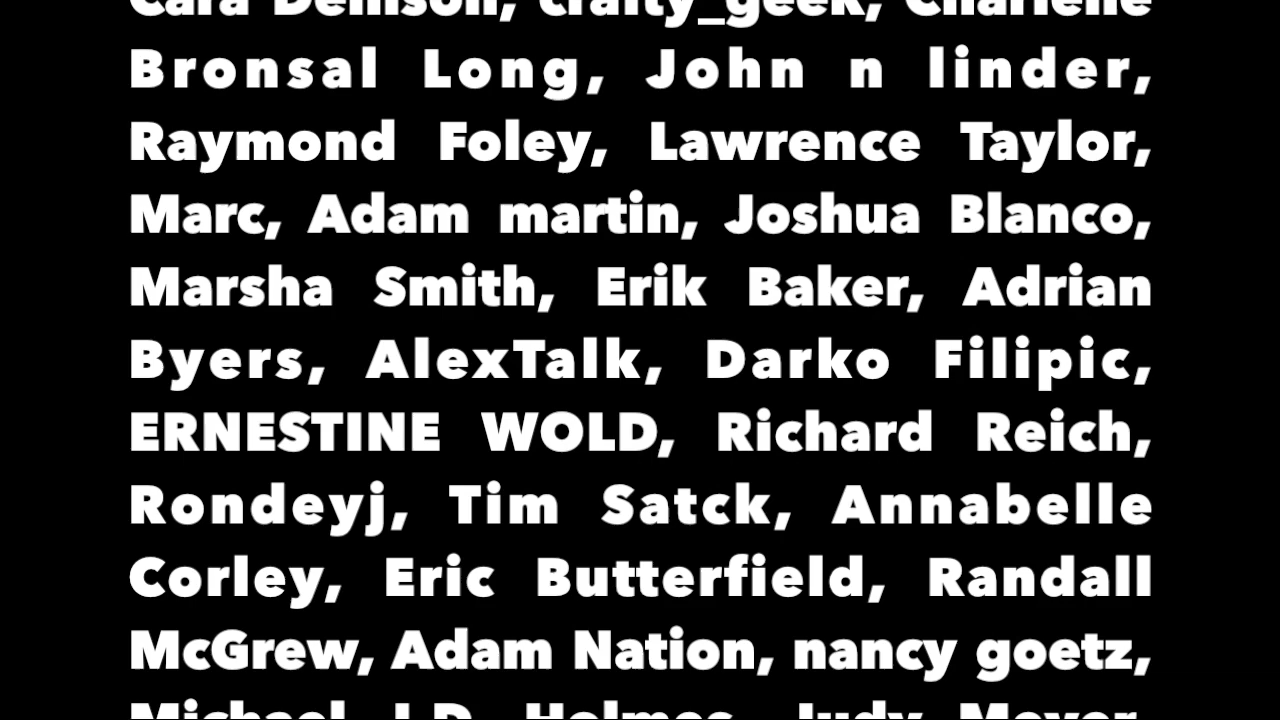 Cara Denison, crafty_geek, Charlene
Bronsal Long, John n linder,
Raymond Foley, Lawrence Taylor,
Marc, Adam martin, Joshua Blanco,
Marsha Smith, Erik Baker, Adrian
Byers, AlexTalk, Darko Filipic,
ERNESTINE WOLD, Richard Reich,
Rondeyj, Tim Satck, Annabelle
Corley, Eric Butterfield, Randall
McGrew, Adam Nation, nancy goetz,
Michael J.D. Holmes, Judy Meyer,